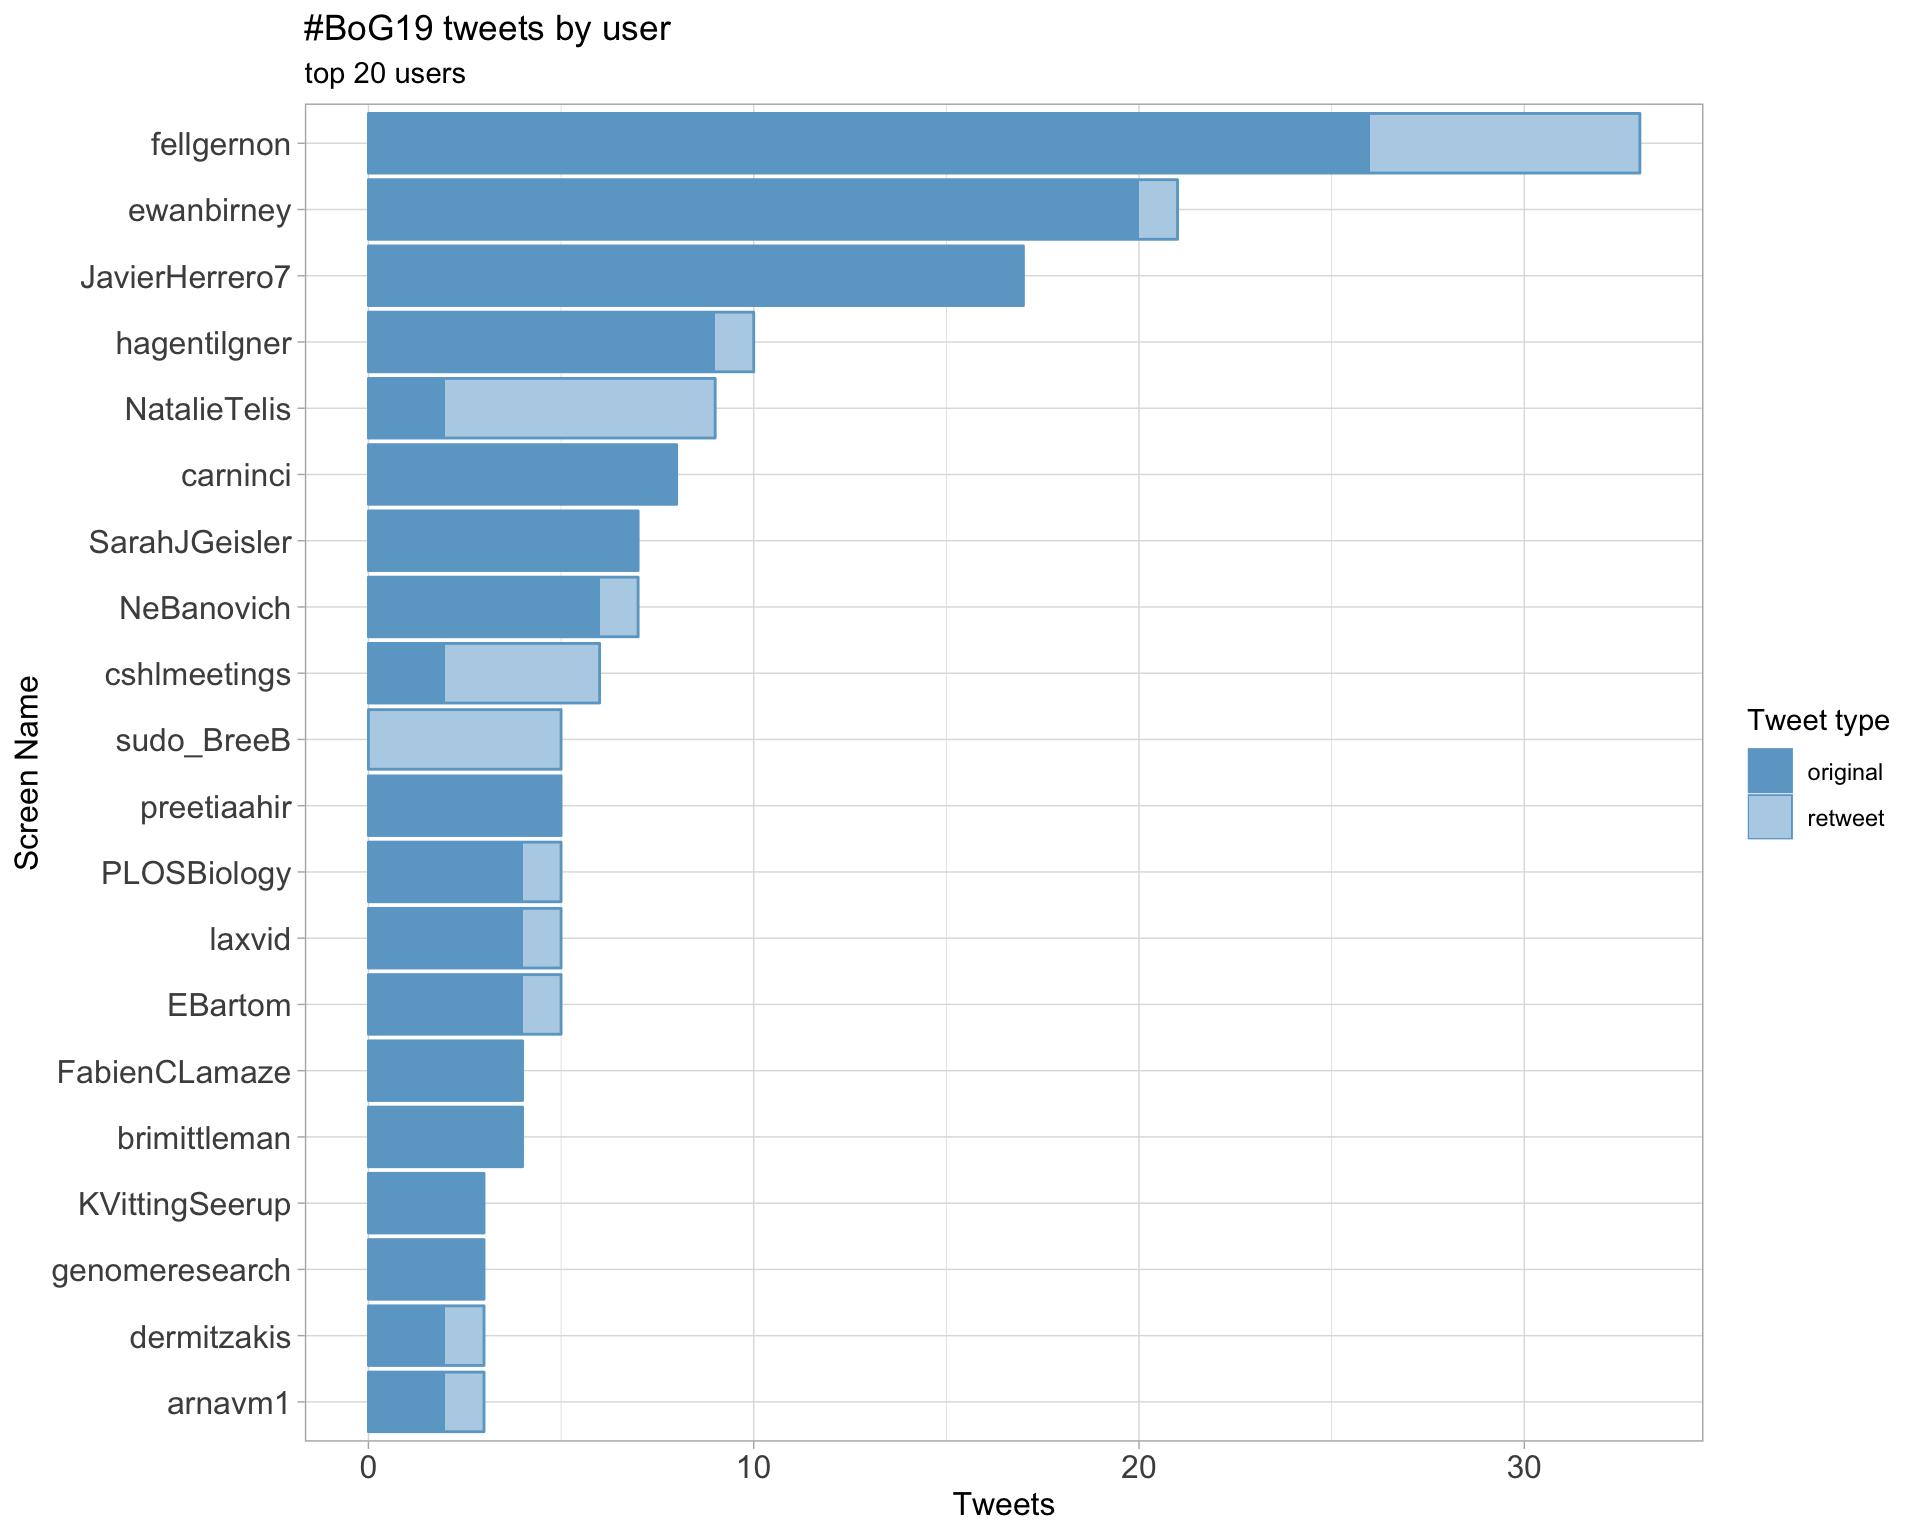 #BoG19 tweets by user
top 20 users
Screen Name
fellgernon
ewanbirney
JavierHerrero7
hagentilgner
NatalieTelis
carninci
SarahJGeisler
NeBanovich
cshlmeetings
sudo_BreeB
preetiaahir
PLOSBiology
laxvid
EBartom
FabienCLamaze
brimittleman
KVittingSeerup
genomeresearch
dermitzakis
arnavm1
0 10 20 30
Tweets
Tweet type
original
retweet